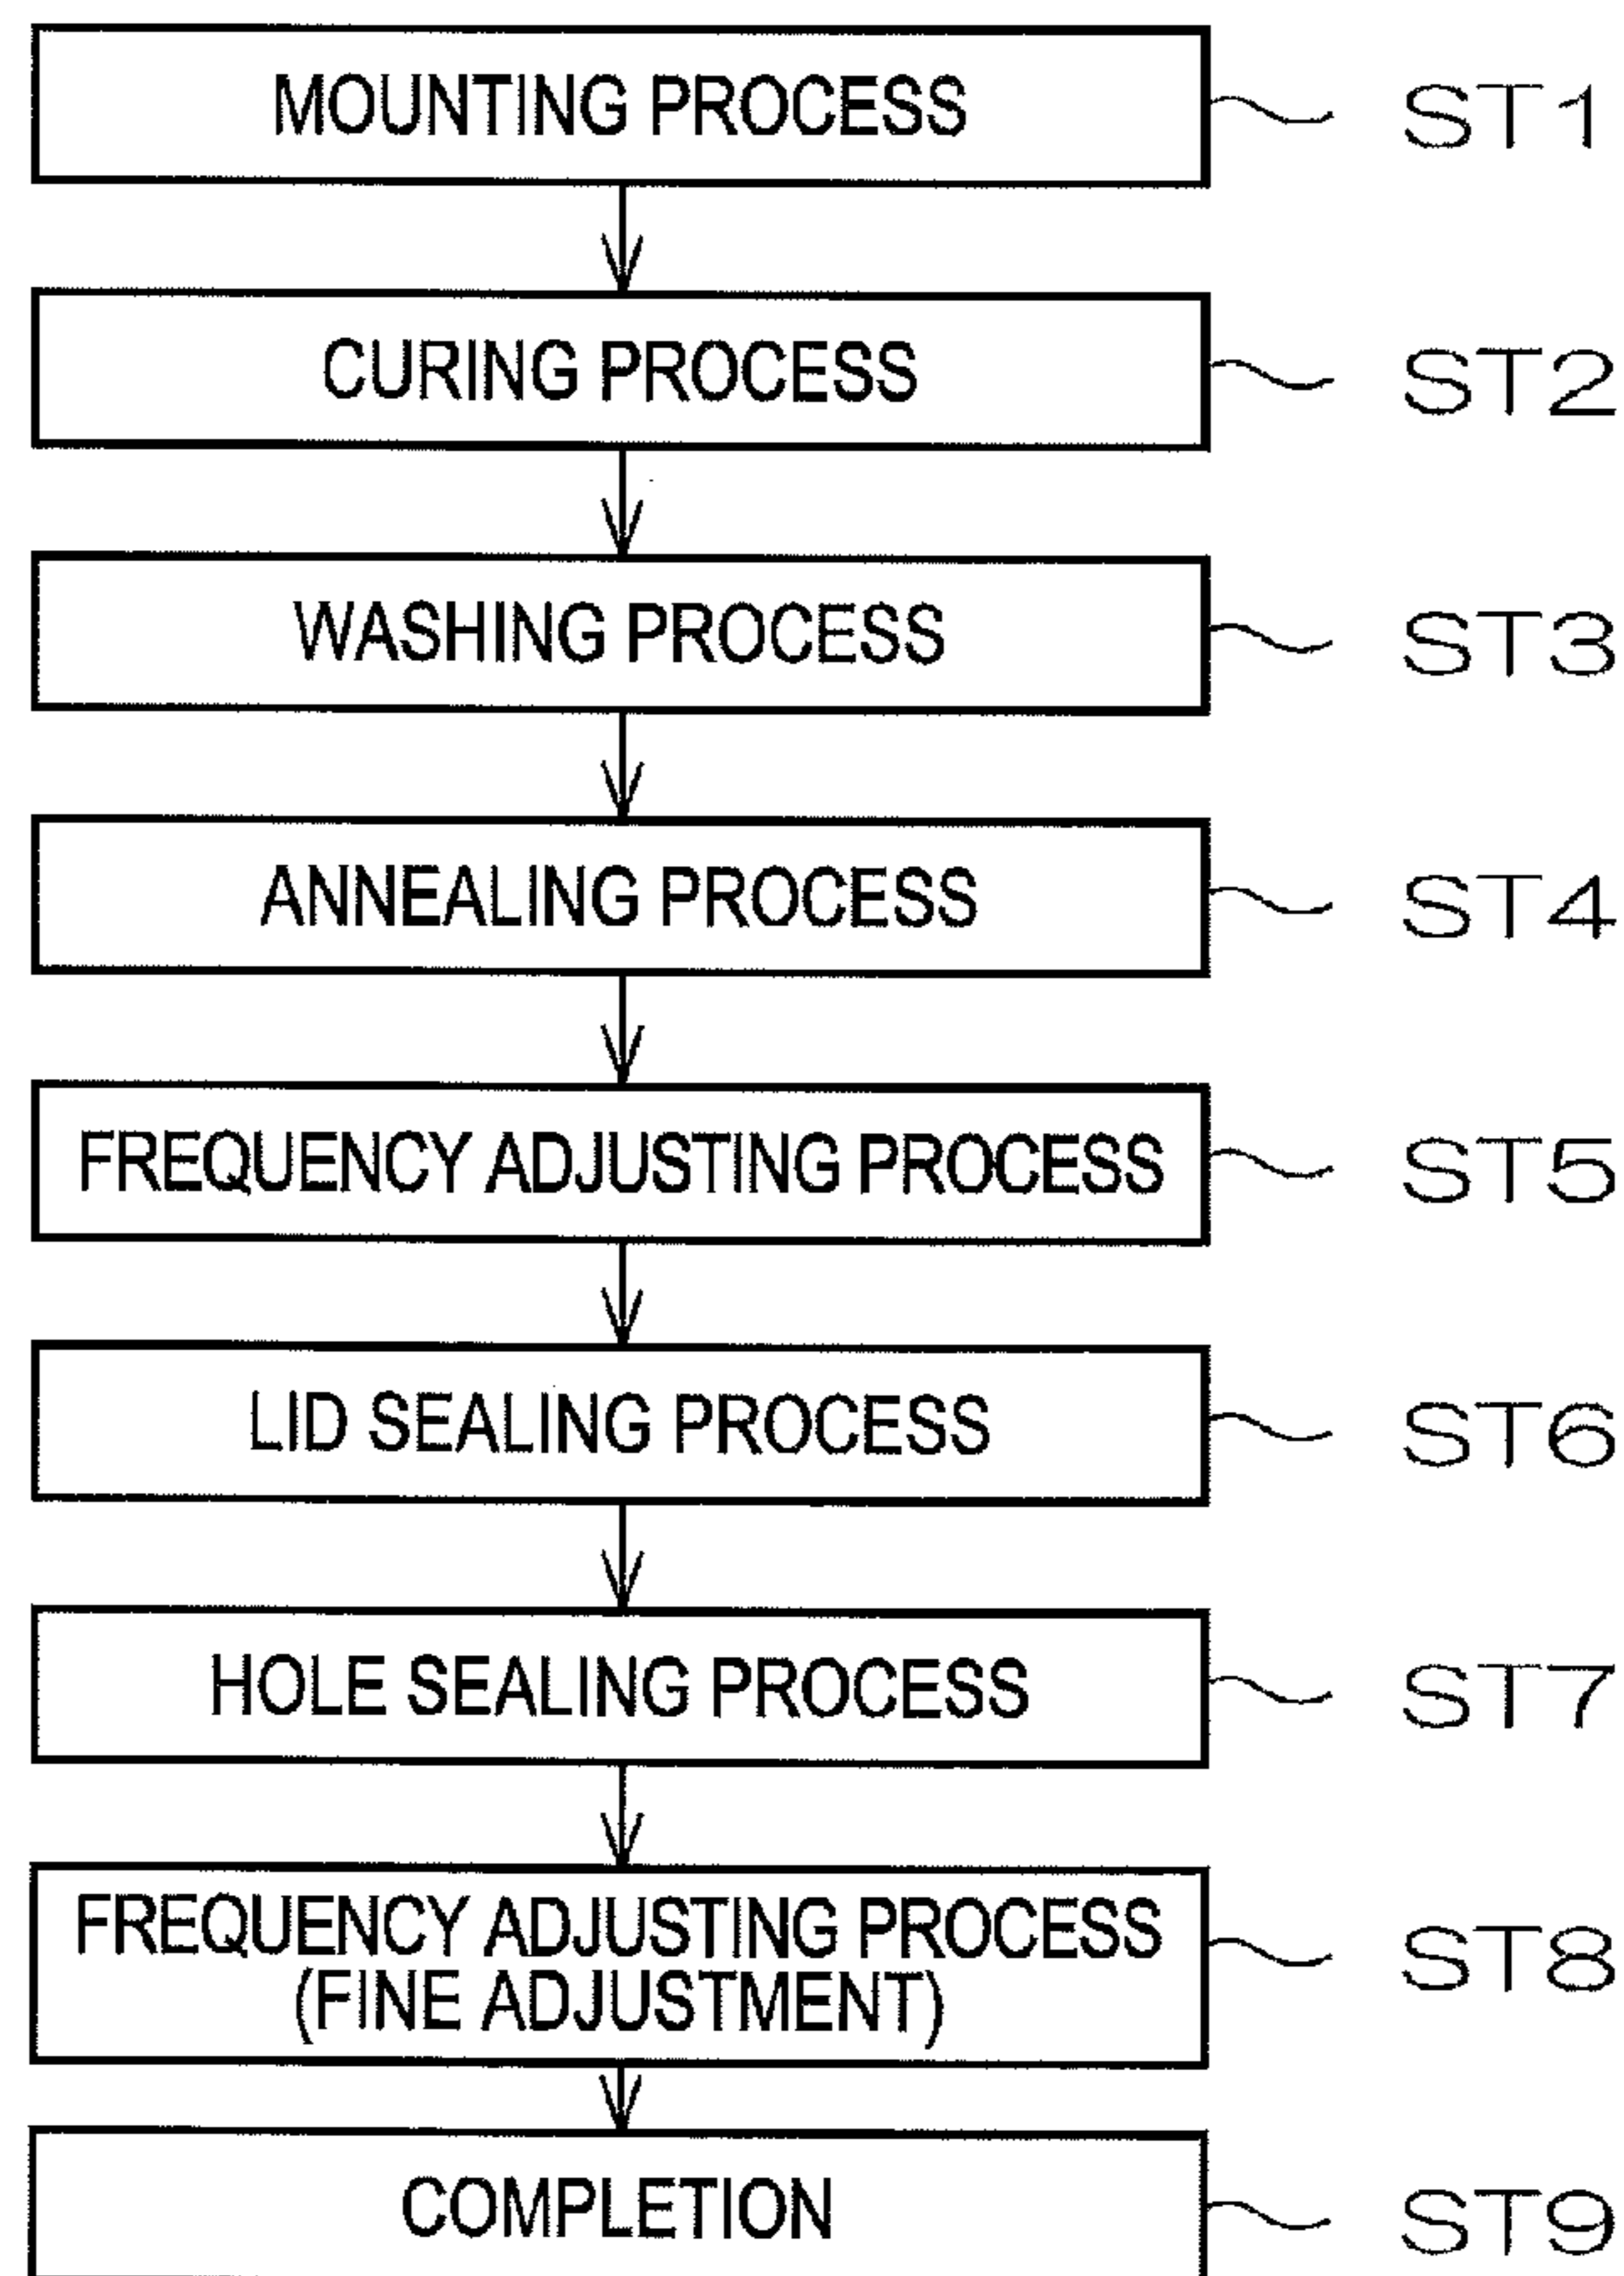 MOUNTING PROCESS ST1
CURING PROCESS ST2
WASHING PROCESS ST3
ANNEALING PROCESS ST4
FREQUENCY ADJUSTING PROCESS ST5
LID SEALING PROCESS ST6
HOLE SEALING PROCESS ST7
FREQUENCY ADJUSTING PROCESS
(FINE ADJUSTMENT) ST8
COMPLETION ST9